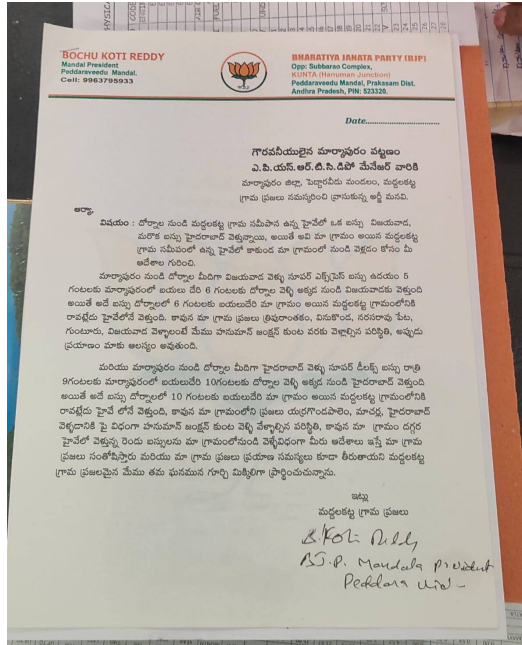 BOCHU KOTI REDDY
Mandal President
Peddaraveedu Mandal.
Cell: 9963795933
BHARATIYA JANATA PARTY (BJP)
Opp: Subbarao Complex,
KUNTA (Hanuman Junction)
Peddaraveedu Mandal, Prakasam Dist.
Andhra Pradesh, PIN: 523320.
Date................................
గౌరవనీయులైన మార్కాపురం పట్టణం
ఎ.పి.యస్.ఆర్.టి.సి.డిపో మేనేజర్ వారికి
మార్కాపురం జిల్లా, పెద్దారవీడు మండలం, మద్దలకట్ట
గ్రామ ప్రజలు నమస్కరించి వ్రాసుకున్న అర్జీ మనవి.
ఆర్యా,
విషయం : దోర్నాల నుండి మద్దలకట్ట గ్రామ సమీపాన ఉన్న హైవేలో ఒక బస్సు విజయవాడ,
మరొక బస్సు హైదరాబాద్ వెళ్తున్నాయి, అయితే అవి మా గ్రామం అయిన మద్దలకట్ట
గ్రామ సమీపంలో ఉన్న హైవేలో కాకుండ మా గ్రామంలో నుండి వెళ్లడం కోసం మీ
ఆదేశాల గురించి.
మార్కాపురం నుండి దోర్నాల మీదిగా విజయవాడ వెళ్ళు సూపర్ ఎక్స్‌ప్రెస్ బస్సు ఉదయం 5
గంటలకు మార్కాపురంలో బయలు దేరి 6 గంటలకు దోర్నాల వెళ్ళి అక్కడ నుండి విజయవాడకు వెళ్తుంది
అయితే అదే బస్సు దోర్నాలలో 6 గంటలకు బయలుదేరి మా గ్రామం అయిన మద్దలకట్ట గ్రామంలోనికి
రావట్లేదు హైవేలోనే వెళ్తుంది. కావున మా గ్రామ ప్రజలు త్రిపురాంతకం, వినుకొండ, నరసరావు పేట,
గుంటూరు, విజయవాడ వెళ్ళాలంటే మేము హనుమాన్ జంక్షన్ కుంట వరకు వెళ్లాల్సిన పరిస్థితి, అప్పుడు
ప్రయాణం మాకు ఆలస్యం అవుతుంది.
మరియు మార్కాపురం నుండి దోర్నాల మీదిగా హైదరాబాద్ వెళ్ళు సూపర్ డీలక్స్ బస్సు రాత్రి
9గంటలకు మార్కాపురంలో బయలుదేరి 10గంటలకు దోర్నాల వెళ్ళి అక్కడ నుండి హైదరాబాద్ వెళ్తుంది
అయితే అదే బస్సు దోర్నాలలో 10 గంటలకు బయలుదేరి మా గ్రామం అయిన మద్దలకట్ట గ్రామంలోనికి
రావట్లేదు హైవే లోనే వెళ్తుంది, కావున మా గ్రామంలోని ప్రజలు యర్రగొండపాలెం, మాచర్ల, హైదరాబాద్
వెళ్ళడానికి పై విధంగా హనుమాన్ జంక్షన్ కుంట వెళ్లి వేళ్ళాల్సిన పరిస్థితి, కావున మా గ్రామం దగ్గర
హైవేలో వెళ్తున్న రెండు బస్సులను మా గ్రామంలోనుండి వెళ్ళేవిధంగా మీరు ఆదేశాలు ఇస్తే మా గ్రామ
ప్రజలు సంతోషిస్తారు మరియు మా గ్రామ ప్రజలు ప్రయాణ సమస్యలు కూడా తీరుతాయని మద్దలకట్ట
గ్రామ ప్రజలమైన మేము తమ ఘనమున గూర్చి మిక్కిలిగా ప్రార్థించుచున్నాను.
ఇట్లు
మద్దలకట్ట గ్రామ ప్రజలు
B. Koti Reddy
BJ.P. Mandala President